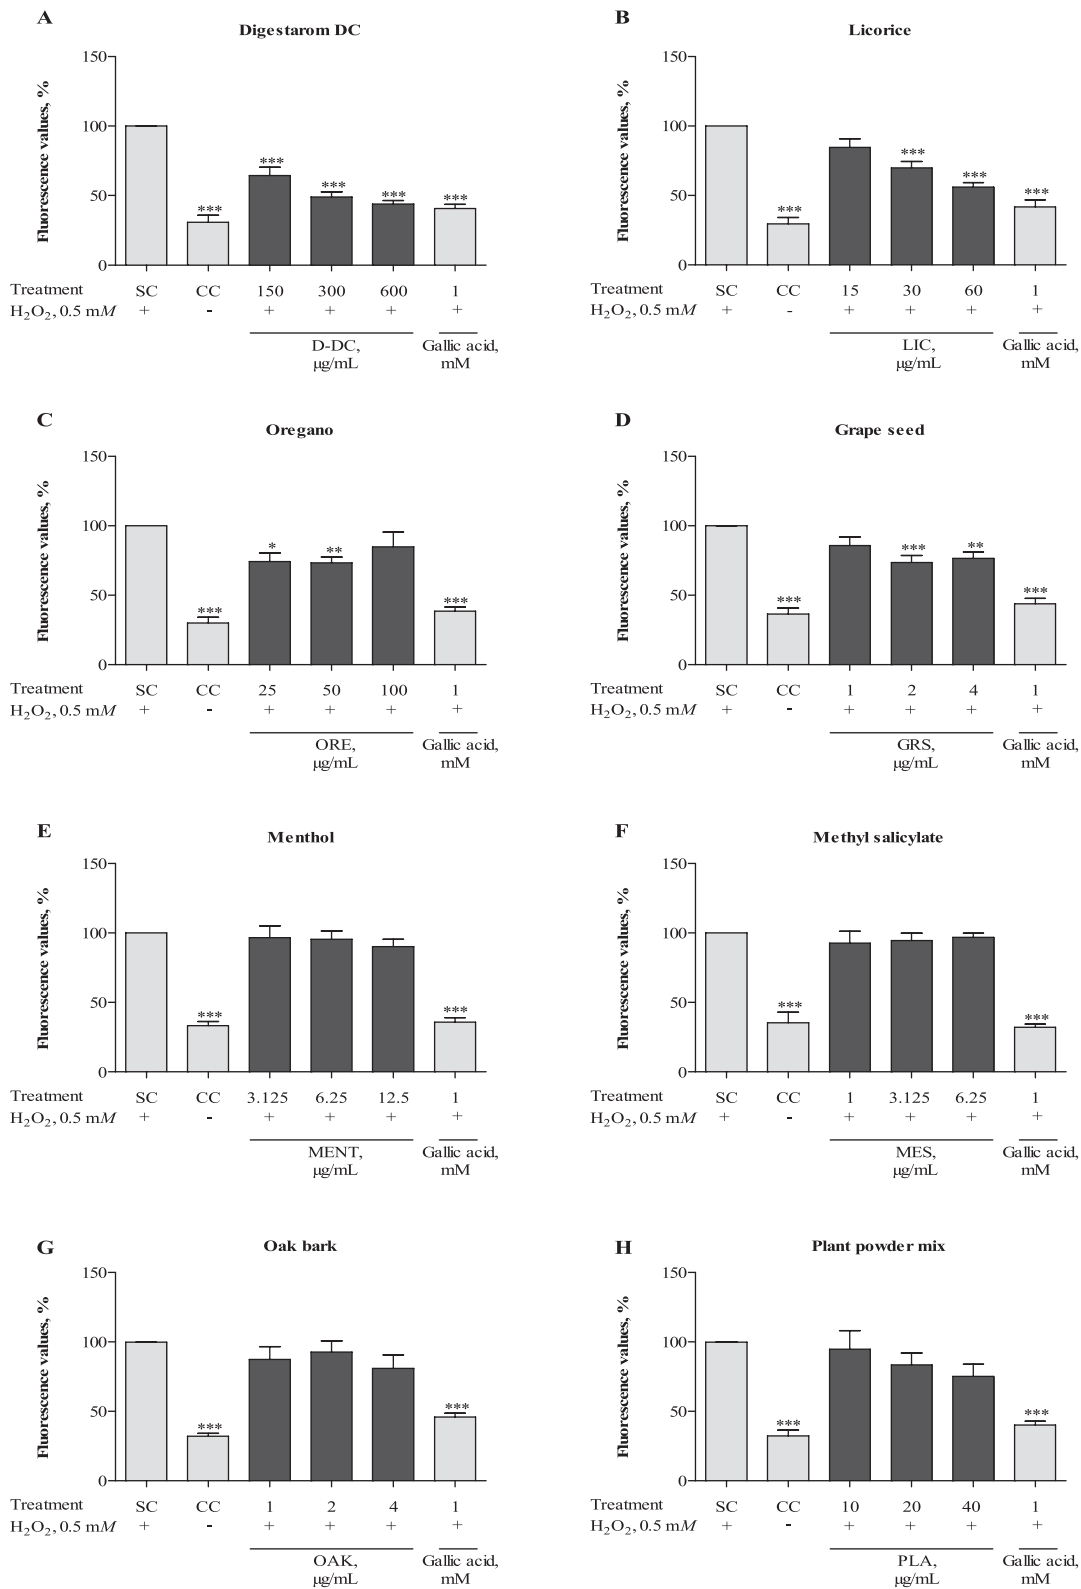 A
Digestarom DC
Fluorescence values, %
150
100
50
0
*** *** *** *** ***
Treatment SC CC 150 300 600 1
H₂O₂, 0.5 mM + - + + + +
D-DC, Gallic acid,
µg/mL mM
B
Licorice
Fluorescence values, %
150
100
50
0
*** *** *** ***
Treatment SC CC 15 30 60 1
H₂O₂, 0.5 mM + - + + + +
LIC, Gallic acid,
µg/mL mM
C
Oregano
Fluorescence values, %
150
100
50
0
*** * ** ***
Treatment SC CC 25 50 100 1
H₂O₂, 0.5 mM + - + + + +
ORE, Gallic acid,
µg/mL mM
D
Grape seed
Fluorescence values, %
150
100
50
0
*** *** ** ***
Treatment SC CC 1 2 4 1
H₂O₂, 0.5 mM + - + + + +
GRS, Gallic acid,
µg/mL mM
E
Menthol
Fluorescence values, %
150
100
50
0
*** ***
Treatment SC CC 3.125 6.25 12.5 1
H₂O₂, 0.5 mM + - + + + +
MENT, Gallic acid,
µg/mL mM
F
Methyl salicylate
Fluorescence values, %
150
100
50
0
*** ***
Treatment SC CC 1 3.125 6.25 1
H₂O₂, 0.5 mM + - + + + +
MES, Gallic acid,
µg/mL mM
G
Oak bark
Fluorescence values, %
150
100
50
0
*** ***
Treatment SC CC 1 2 4 1
H₂O₂, 0.5 mM + - + + + +
OAK, Gallic acid,
µg/mL mM
H
Plant powder mix
Fluorescence values, %
150
100
50
0
*** ***
Treatment SC CC 10 20 40 1
H₂O₂, 0.5 mM + - + + + +
PLA, Gallic acid,
µg/mL mM